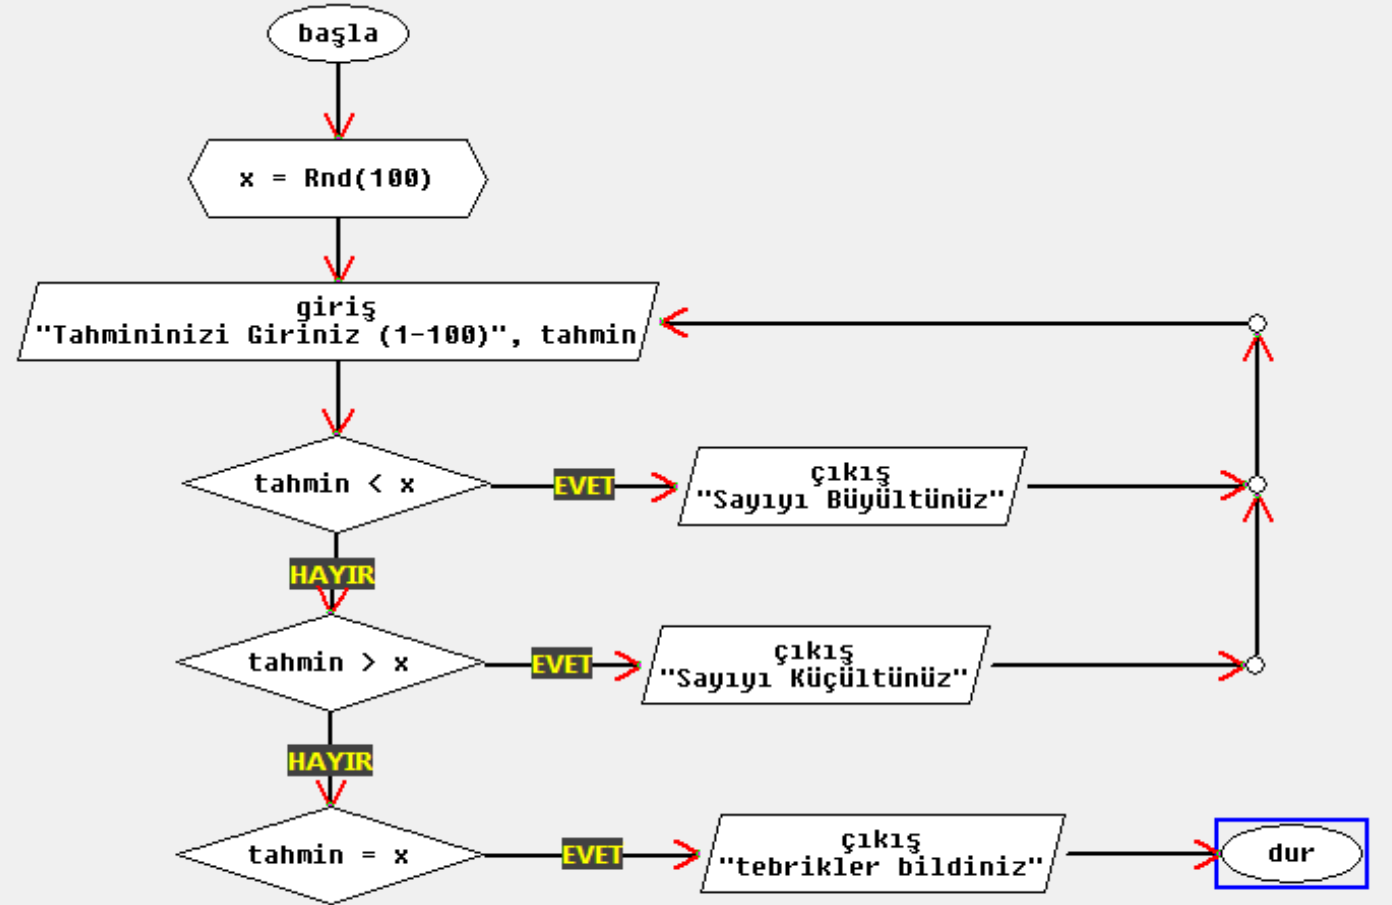 başla
x = Rnd(100)
giriş
"Tahmininizi Giriniz (1-100)", tahmin
tahmin < x
EVET
çıkış
"Sayıyı Büyültünüz"
HAYIR
tahmin > x
EVET
çıkış
"Sayıyı Küçültünüz"
HAYIR
tahmin = x
EVET
çıkış
"tebrikler bildiniz"
dur